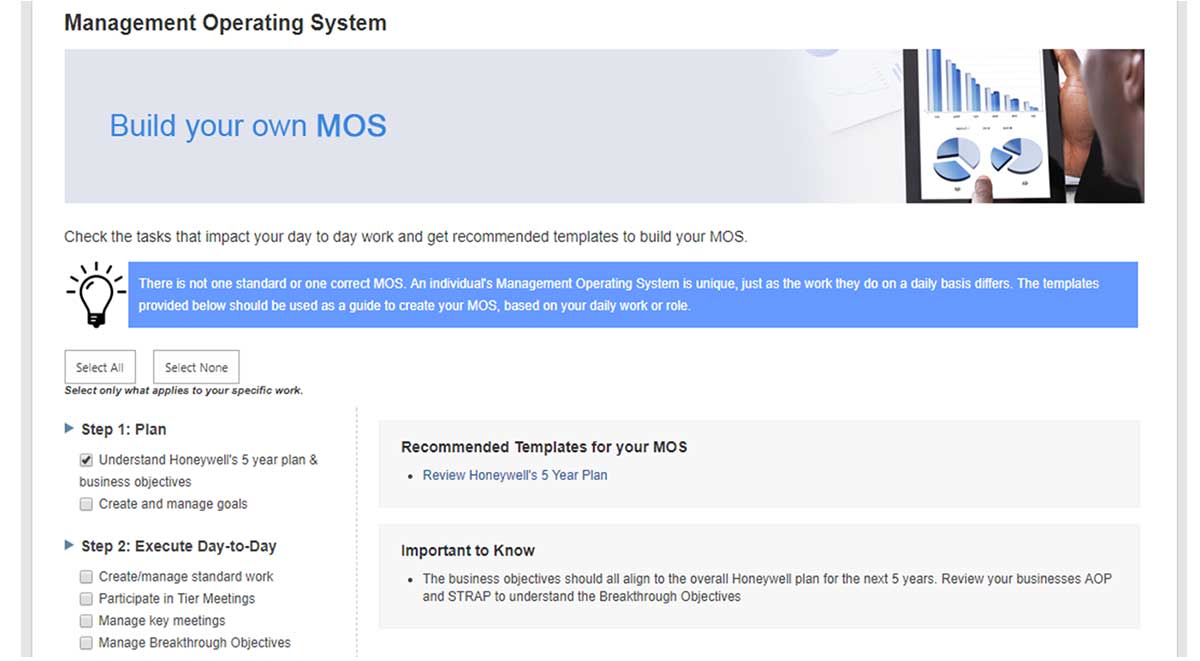 Management Operating System
Build your own MOS
Check the tasks that impact your day to day work and get recommended templates to build your MOS.
There is not one standard or one correct MOS. An individual's Management Operating System is unique, just as the work they do on a daily basis differs. The templates
provided below should be used as a guide to create your MOS, based on your daily work or role.
Select All
Select None
Select only what applies to your specific work.
Step 1: Plan
Understand Honeywell's 5 year plan &
business objectives
Create and manage goals
Step 2: Execute Day-to-Day
Create/manage standard work
Participate in Tier Meetings
Manage key meetings
Manage Breakthrough Objectives
Recommended Templates for your MOS
Review Honeywell's 5 Year Plan
Important to Know
The business objectives should all align to the overall Honeywell plan for the next 5 years. Review your businesses AOP
and STRAP to understand the Breakthrough Objectives